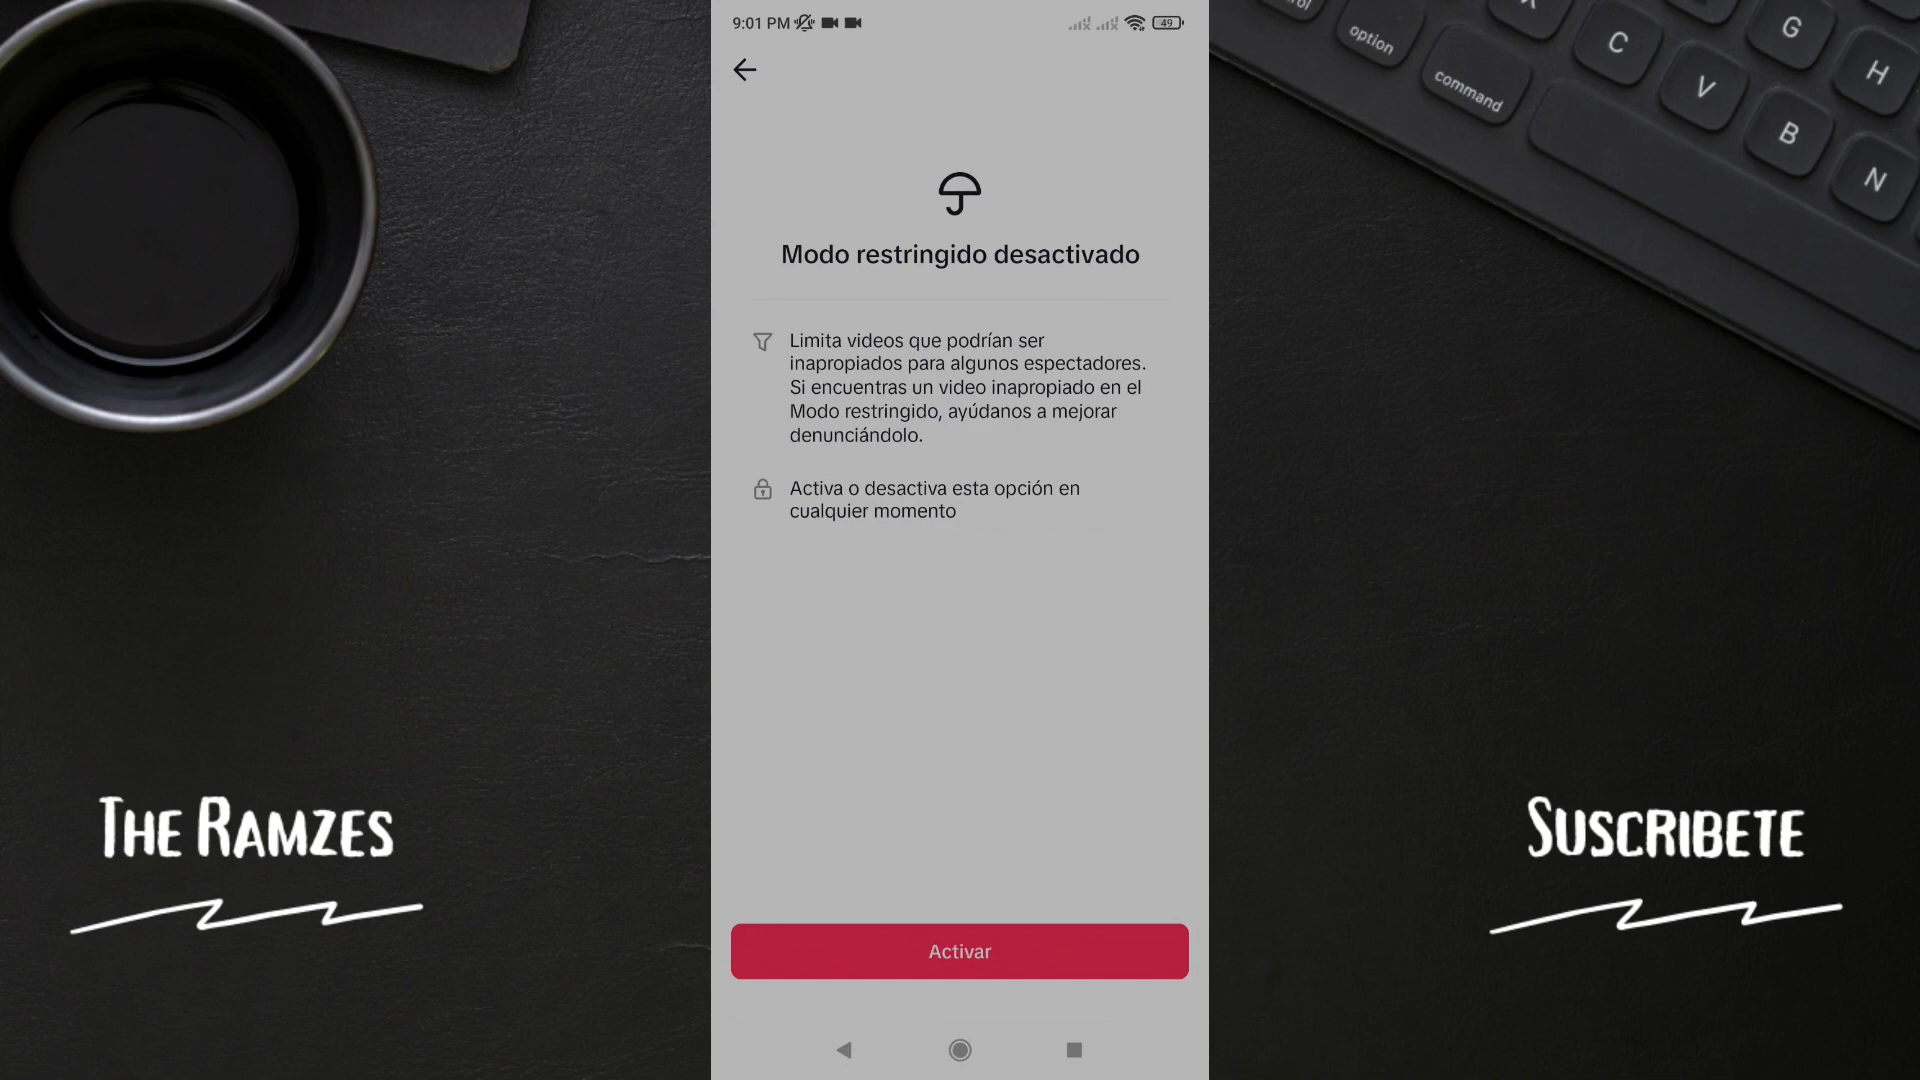 9:01 PM
49
option
command
C
V
B
N
G
H
Modo restringido desactivado
Limita videos que podrían ser
inapropiados para algunos espectadores.
Si encuentras un video inapropiado en el
Modo restringido, ayúdanos a mejorar
denunciándolo.
Activa o desactiva esta opción en
cualquier momento
THE RAMZES
SUSCRIBETE
Activar